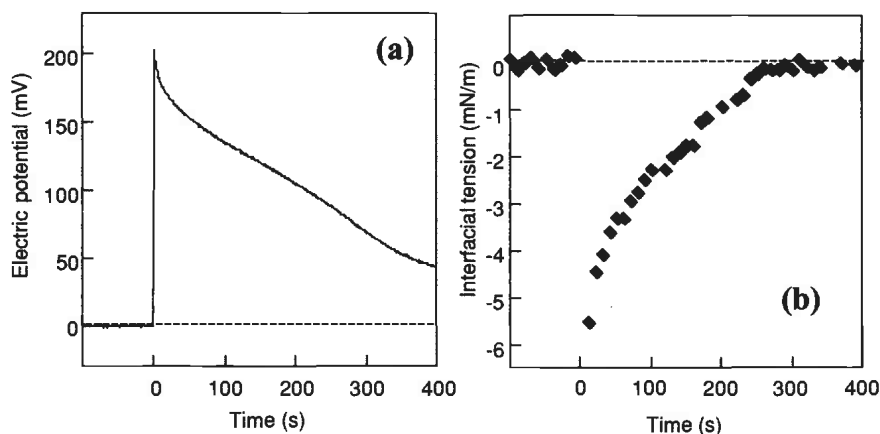 (a)
Electric potential (mV)
200
150
100
50
0
0 100 200 300 400
Time (s)
(b)
Interfacial tension (mN/m)
0
-1
-2
-3
-4
-5
-6
0 100 200 300 400
Time (s)